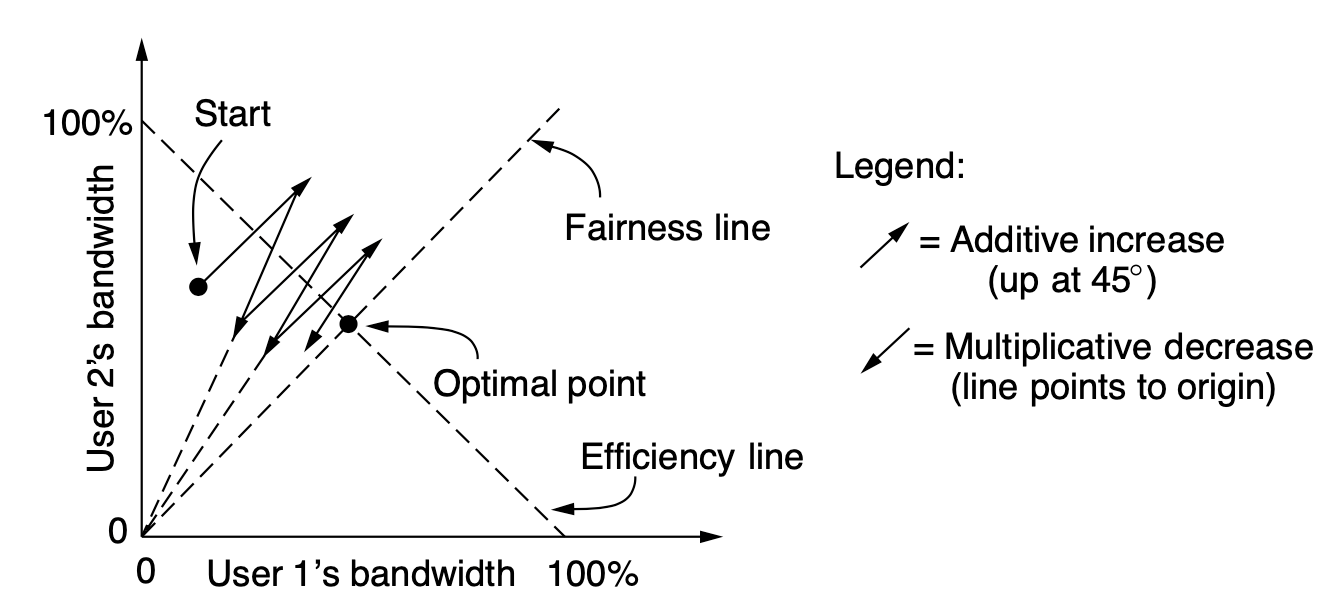 Start
100%
User 2's bandwidth
0
0
User 1's bandwidth
100%
Fairness line
Optimal point
Efficiency line
Legend:
= Additive increase
(up at 45°)
= Multiplicative decrease
(line points to origin)